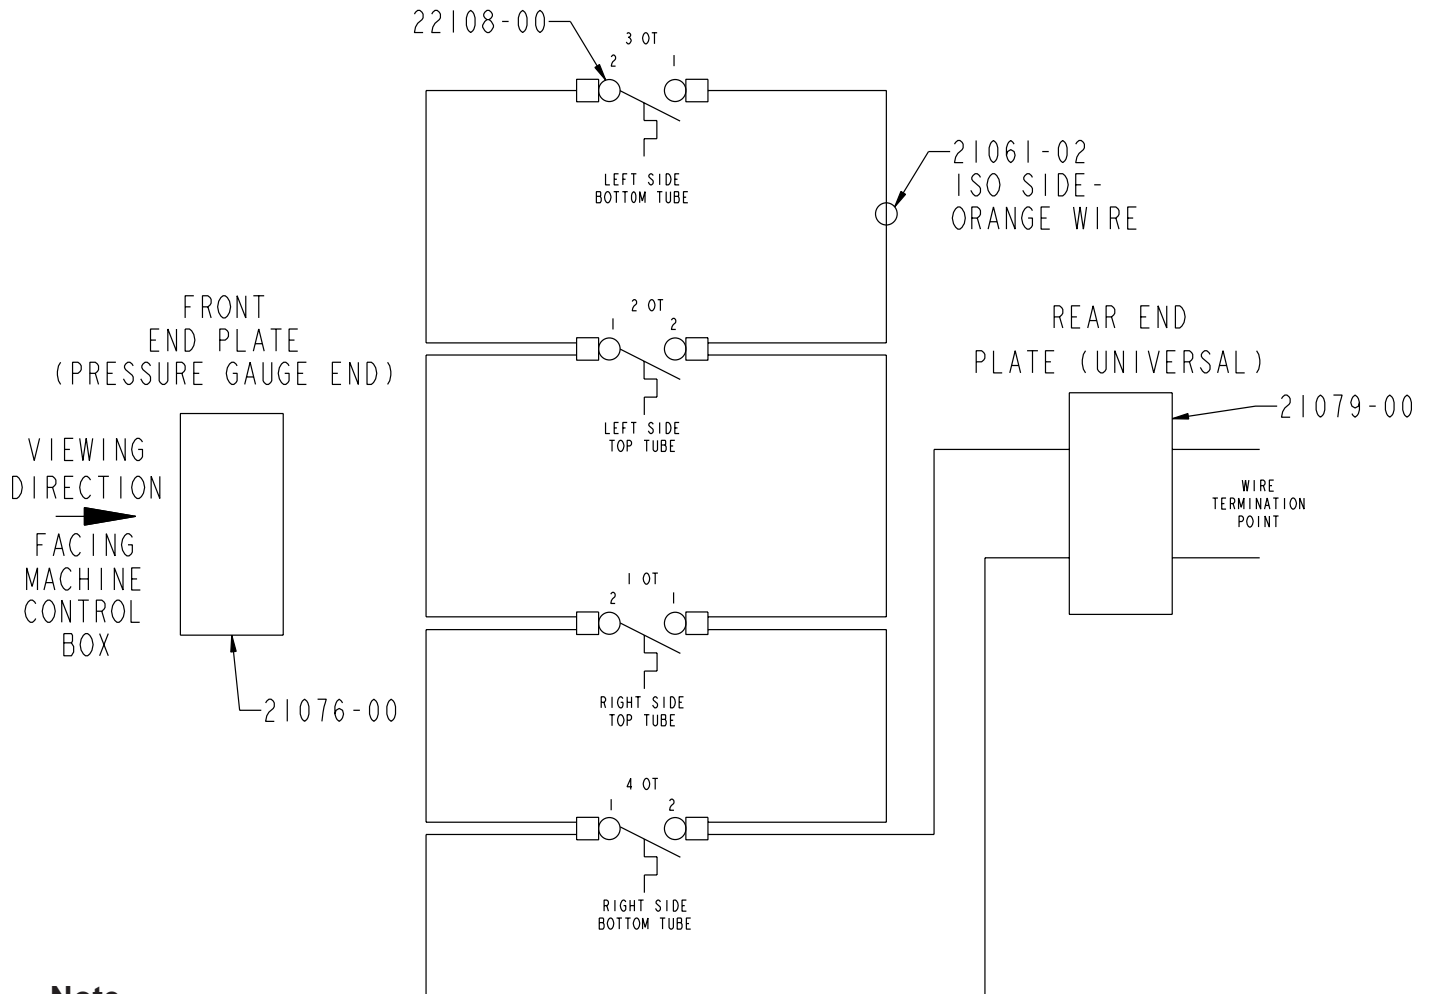 22108-00
3 OT
2 1
LEFT SIDE
BOTTOM TUBE
21061-02
ISO SIDE-
ORANGE WIRE
FRONT
END PLATE
(PRESSURE GAUGE END)
2 OT
1 2
LEFT SIDE
TOP TUBE
REAR END
PLATE (UNIVERSAL)
21079-00
VIEWING
DIRECTION
FACING
MACHINE
CONTROL
BOX
WIRE
TERMINATION
POINT
1 OT
2 1
RIGHT SIDE
TOP TUBE
21076-00
4 OT
1 2
RIGHT SIDE
BOTTOM TUBE
Note